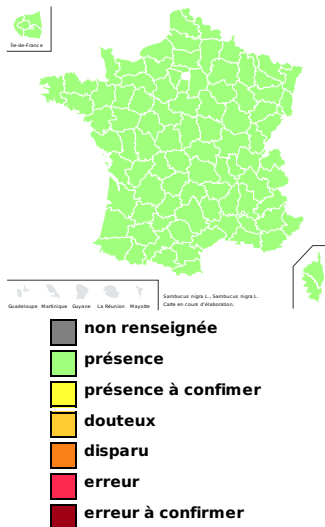 Île-de-France
Guadeloupe Martinique Guyane La Réunion Mayotte
Sambucus nigra L., Sambucus nigra L.
Carte en cours d'élaboration.
non renseignée
présence
présence à confimer
douteux
disparu
erreur
erreur à confirmer